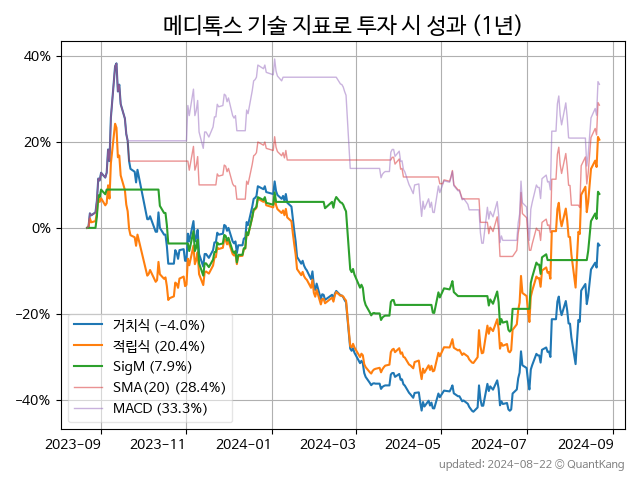 메디톡스 기술 지표로 투자 시 성과 (1년)
40%
20%
0%
−20%
−40%
거치식 (−4.0%)
적립식 (20.4%)
SigM (7.9%)
SMA(20) (28.4%)
MACD (33.3%)
2023−09
2023−11
2024−01
2024−03
2024−05
2024−07
2024−09
updated: 2024-08-22 © QuantKang